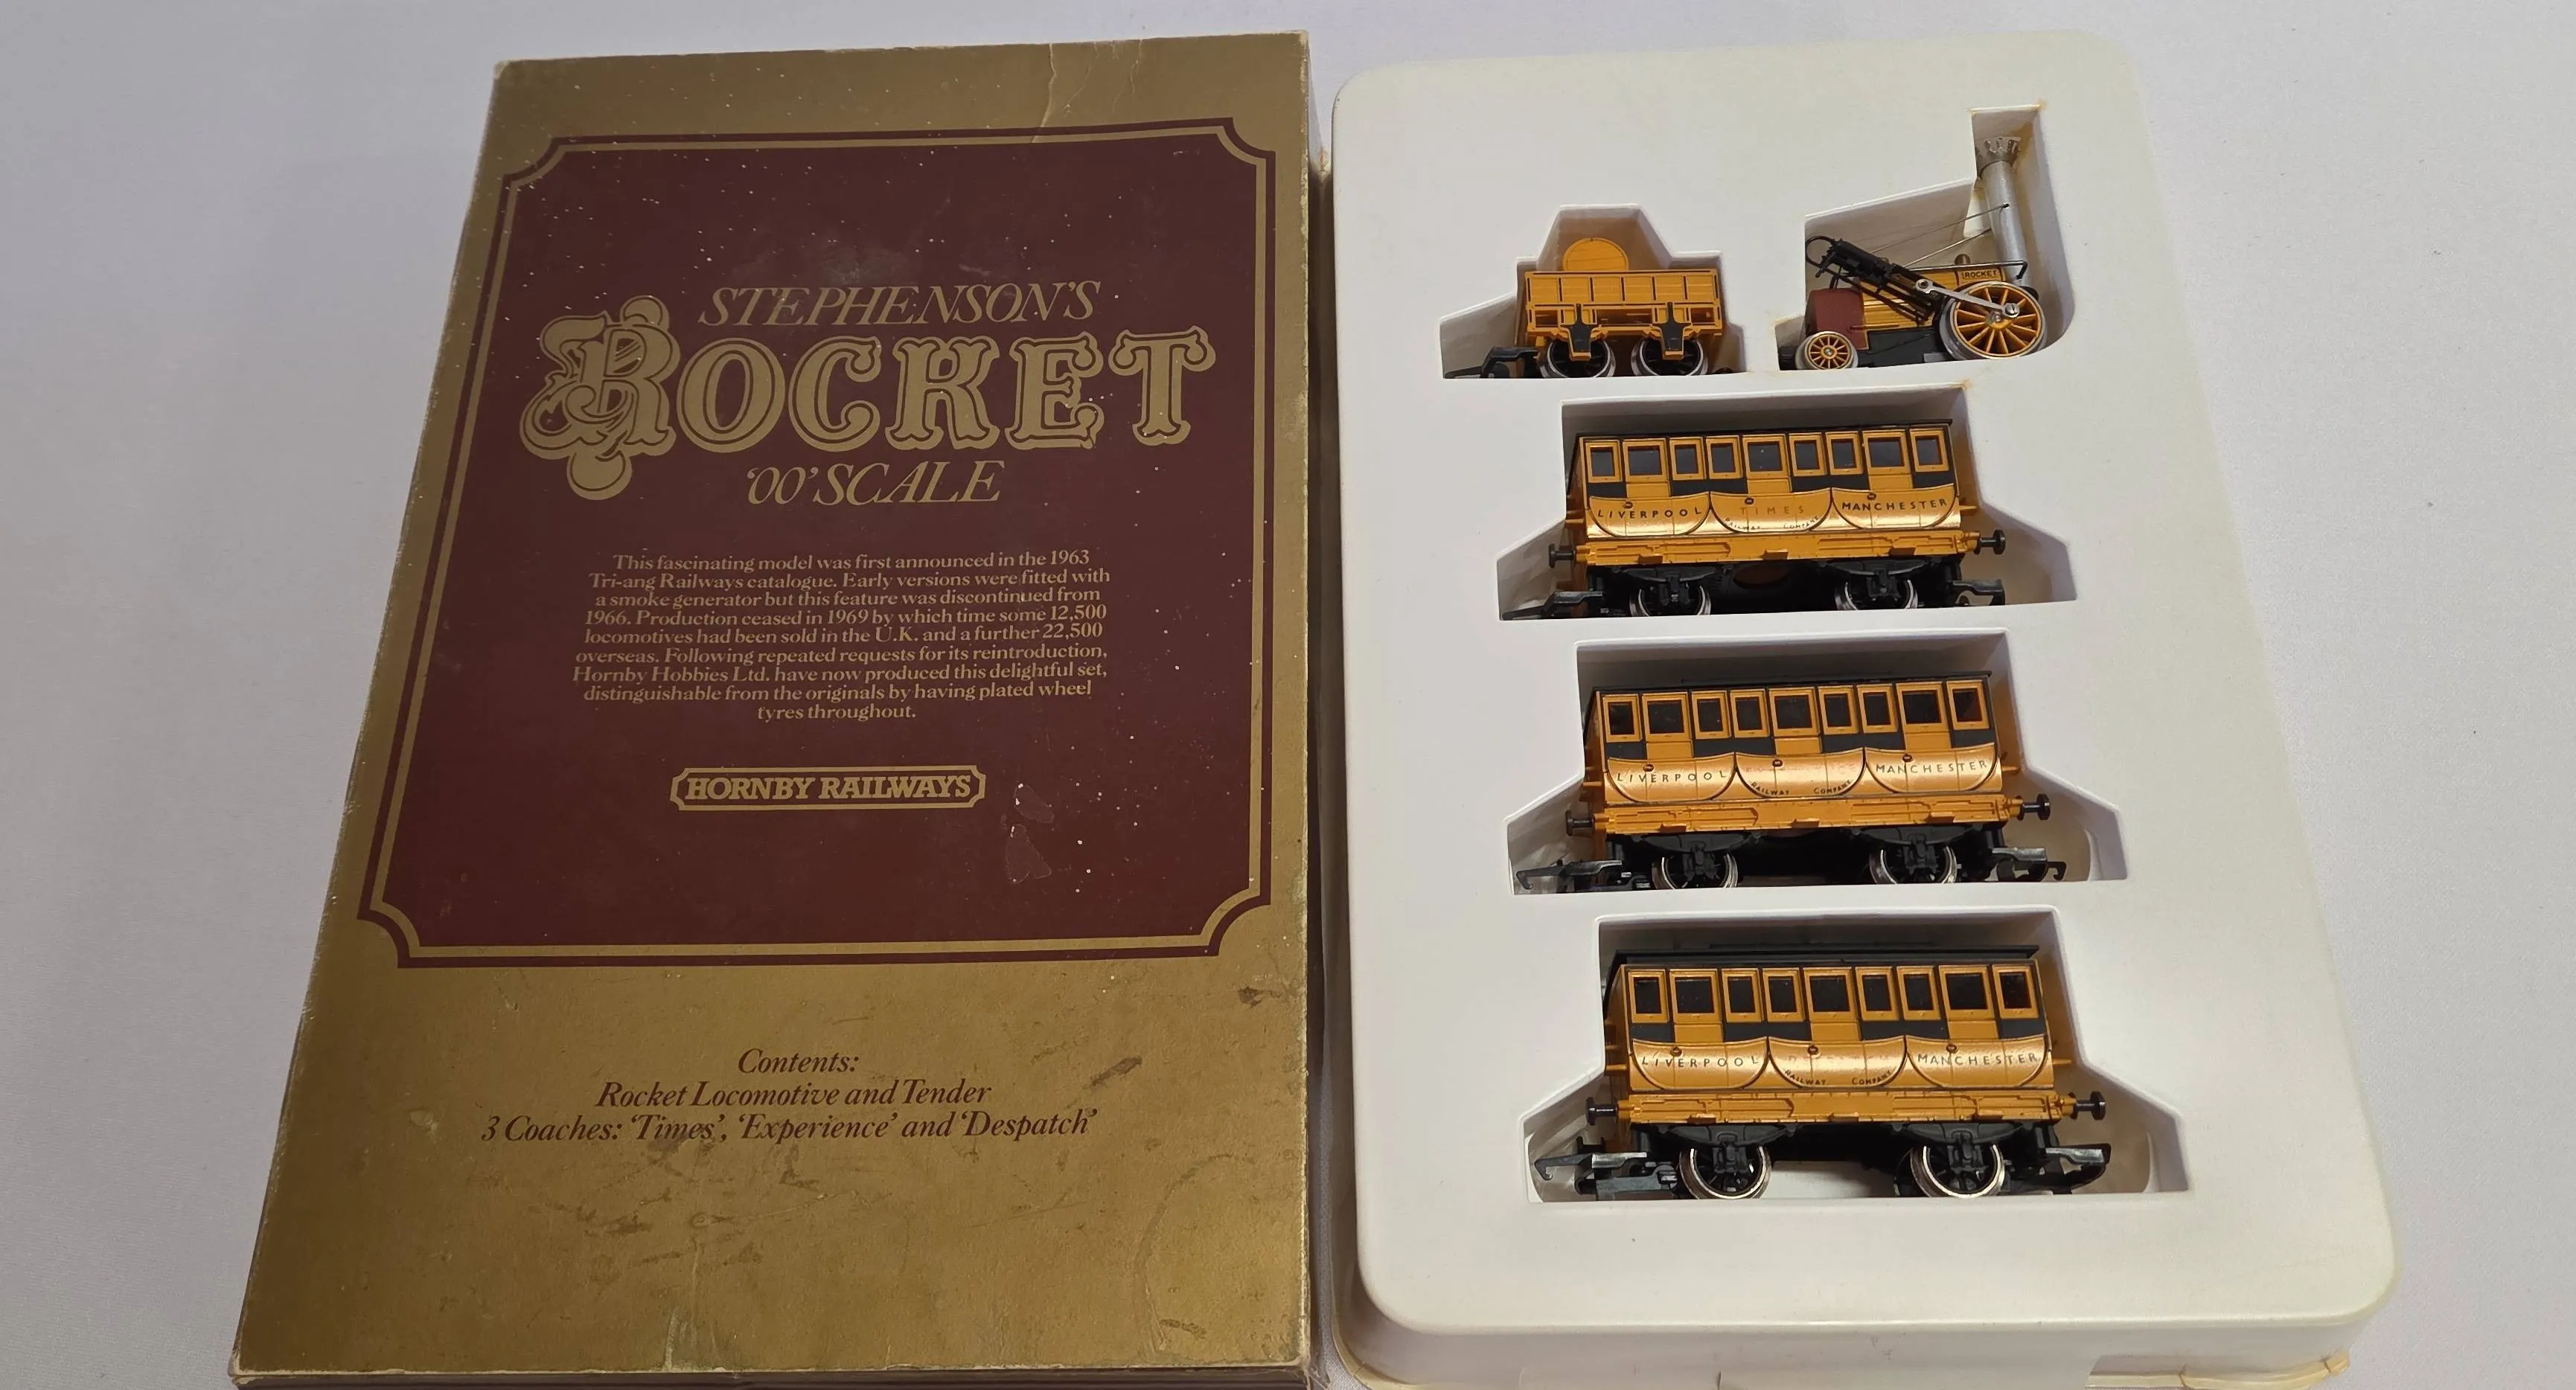 STEPHENSON'S
ROCKET
'00' SCALE
This fascinating model was first announced in the 1963
Tri-ang Railways catalogue. Early versions were fitted with
a smoke generator but this feature was discontinued from
1966. Production ceased in 1969 by which time some 12,500
locomotives had been sold in the U.K. and a further 22,500
overseas. Following repeated requests for its reintroduction,
Hornby Hobbies Ltd. have now produced this delightful set,
distinguishable from the originals by having plated wheel
tyres throughout.
HORNBY RAILWAYS
Contents:
Rocket Locomotive and Tender
3 Coaches: 'Times', 'Experience' and 'Despatch'
ROCKET
LIVERPOOL TIMES MANCHESTER
RAILWAY COMPANY
LIVERPOOL MANCHESTER
RAILWAY COMPANY
LIVERPOOL MANCHESTER
RAILWAY COMPANY